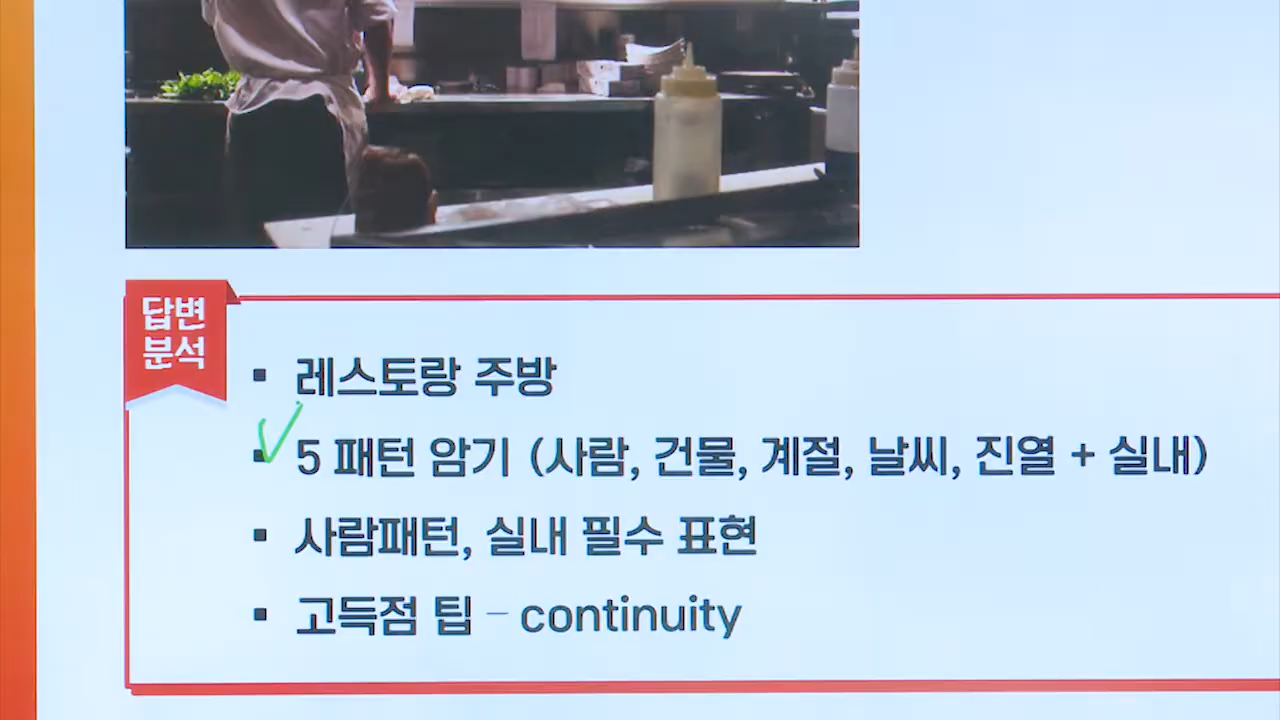 답변
분석
레스토랑 주방
5 패턴 암기 (사람, 건물, 계절, 날씨, 진열 + 실내)
사람패턴, 실내 필수 표현
고득점 팁 – continuity